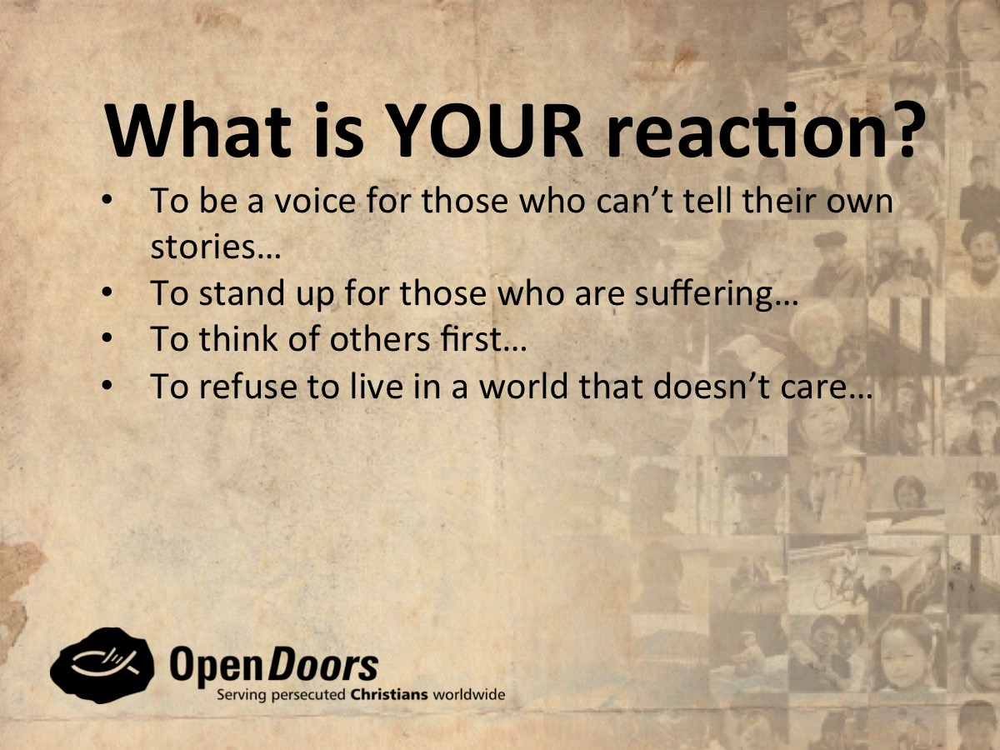 What is YOUR reaction?
• To be a voice for those who can’t tell their own
stories…
• To stand up for those who are suffering…
• To think of others first…
• To refuse to live in a world that doesn’t care…
Open Doors
Serving persecuted Christians worldwide